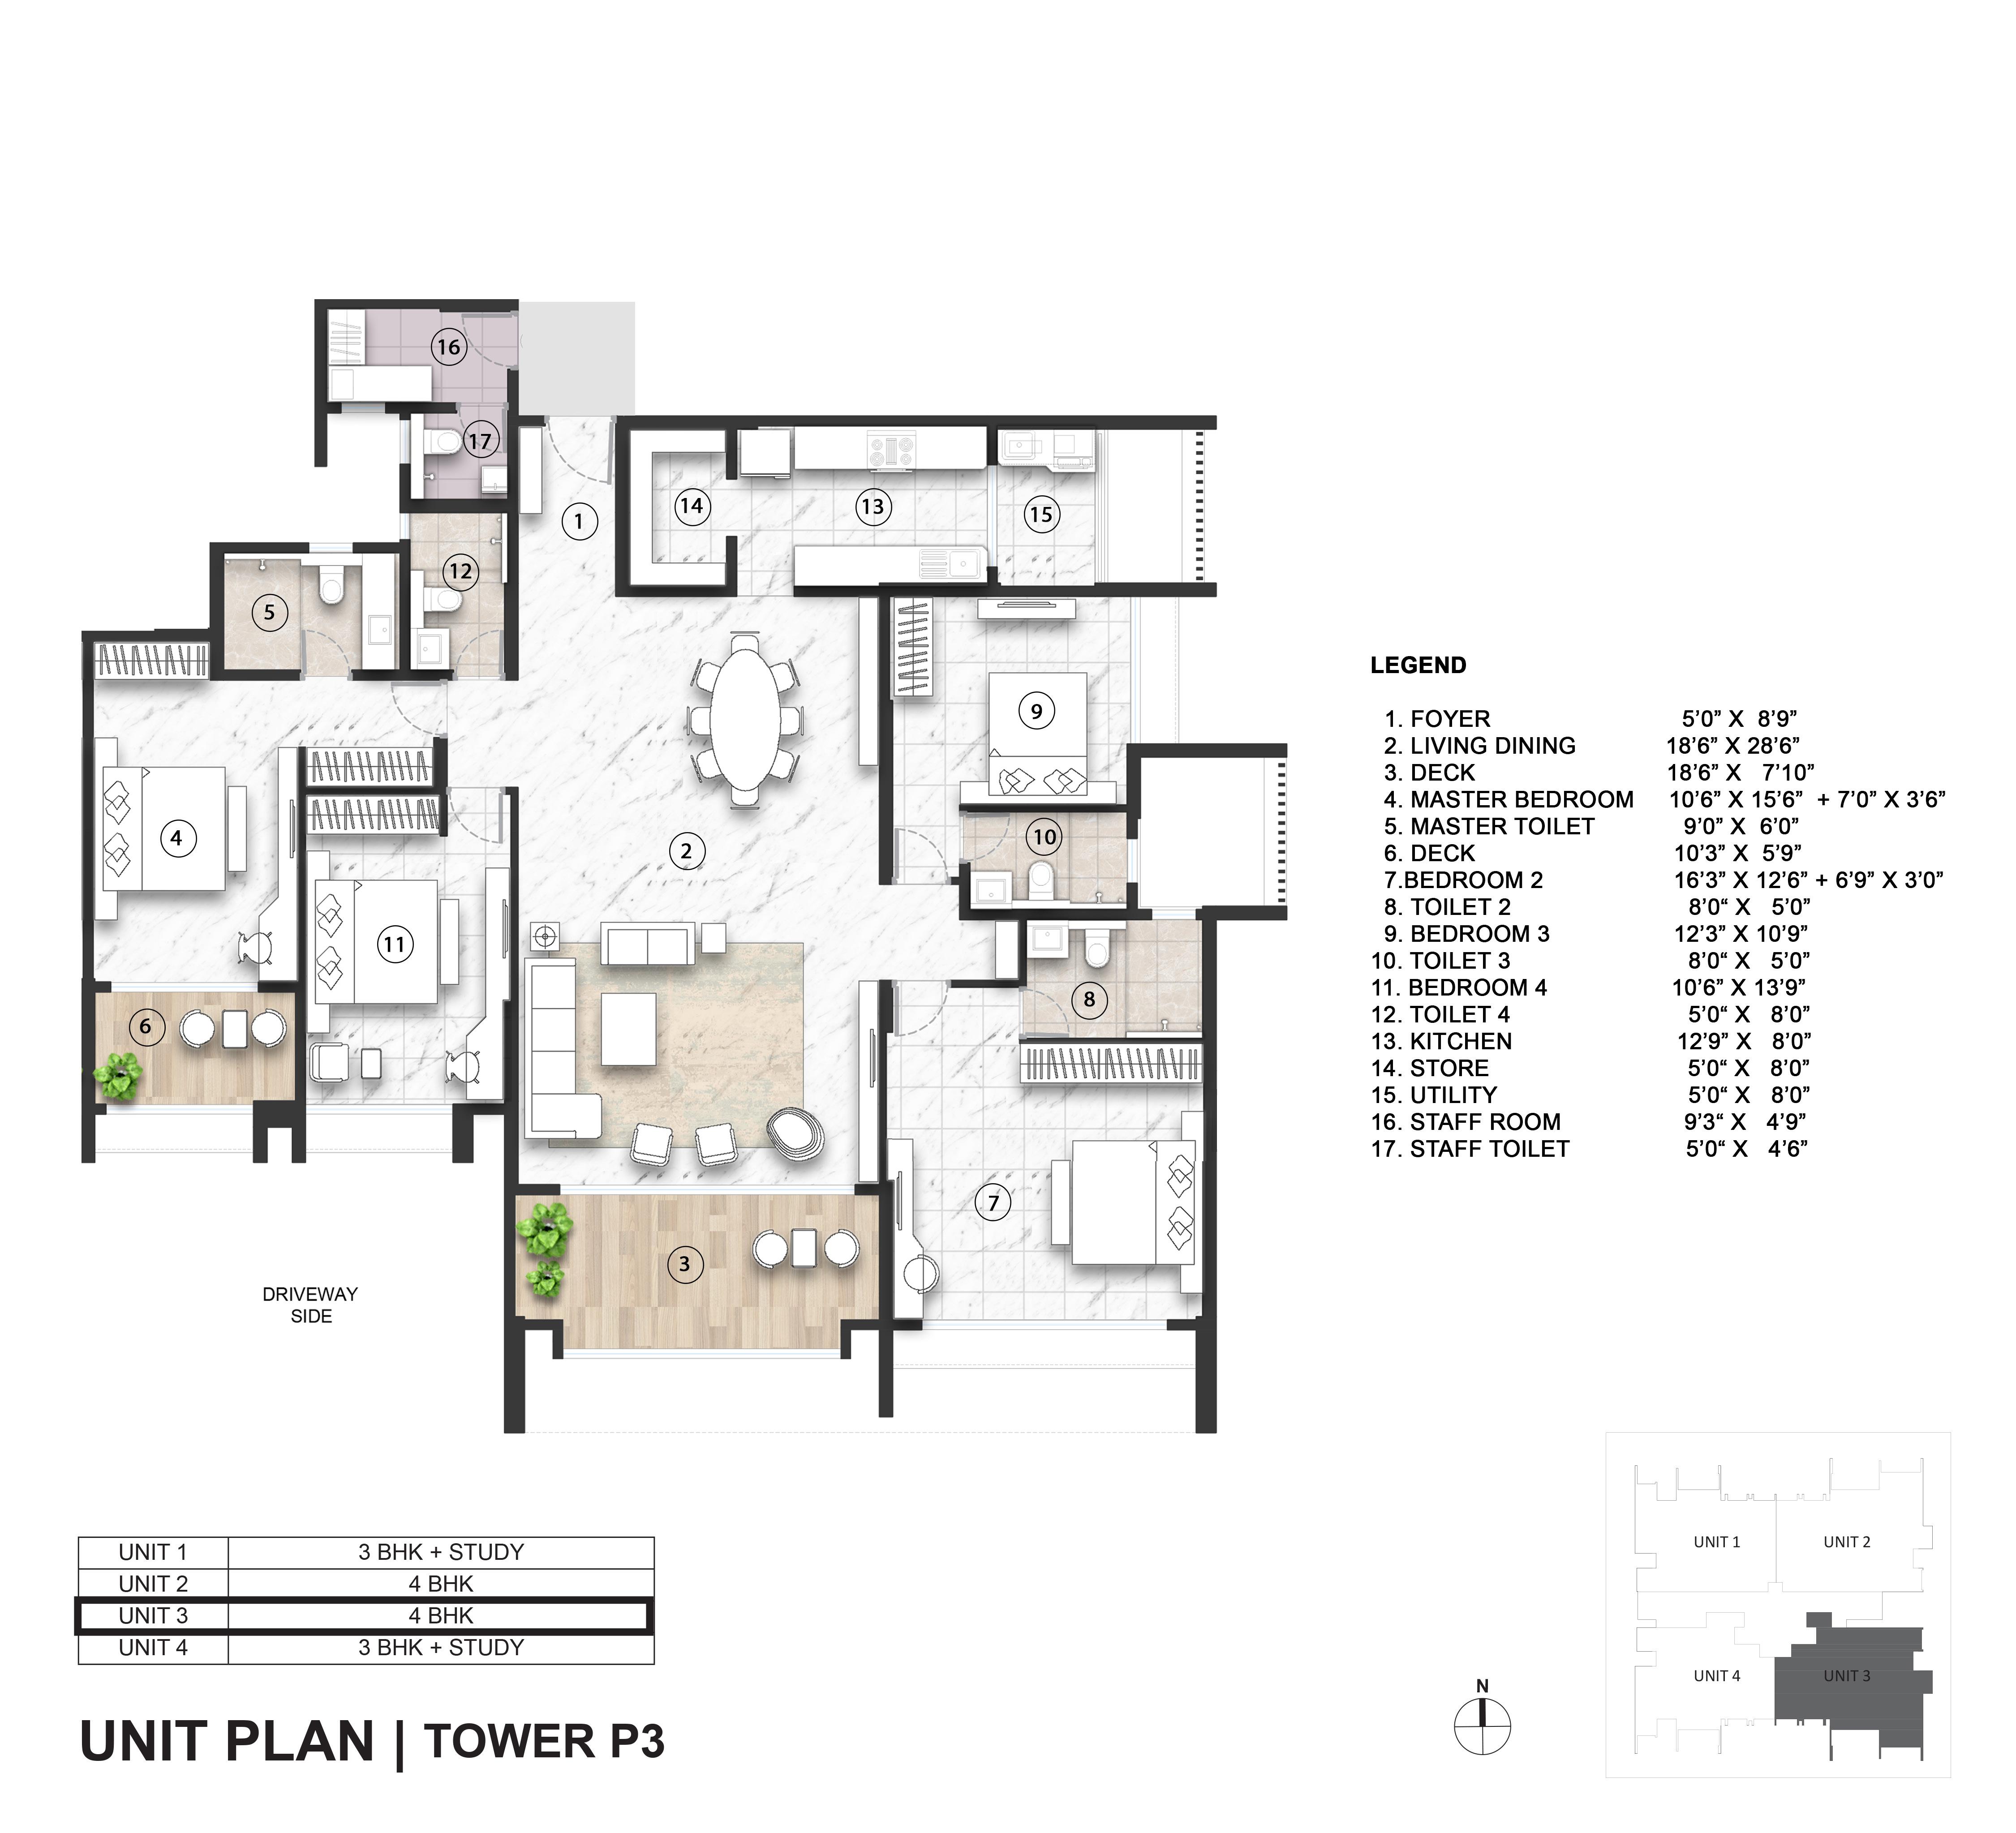 16
17
1
14
13
15
12
5
9
4
10
2
11
8
6
7
3
DRIVEWAY
SIDE
LEGEND
1. FOYER 5’0” X 8’9”
2. LIVING DINING 18’6” X 28’6”
3. DECK 18’6” X 7’10”
4. MASTER BEDROOM 10’6” X 15’6” + 7’0” X 3’6”
5. MASTER TOILET 9’0” X 6’0”
6. DECK 10’3” X 5’9”
7.BEDROOM 2 16’3” X 12’6” + 6’9” X 3’0”
8. TOILET 2 8’0“ X 5’0”
9. BEDROOM 3 12’3” X 10’9”
10. TOILET 3 8’0“ X 5’0”
11. BEDROOM 4 10’6” X 13’9”
12. TOILET 4 5’0“ X 8’0”
13. KITCHEN 12’9” X 8’0”
14. STORE 5’0“ X 8’0”
15. UTILITY 5’0“ X 8’0”
16. STAFF ROOM 9’3“ X 4’9”
17. STAFF TOILET 5’0“ X 4’6”
UNIT 1 3 BHK + STUDY
UNIT 2 4 BHK
UNIT 3 4 BHK
UNIT 4 3 BHK + STUDY
UNIT PLAN | TOWER P3
N
UNIT 1
UNIT 2
UNIT 4
UNIT 3